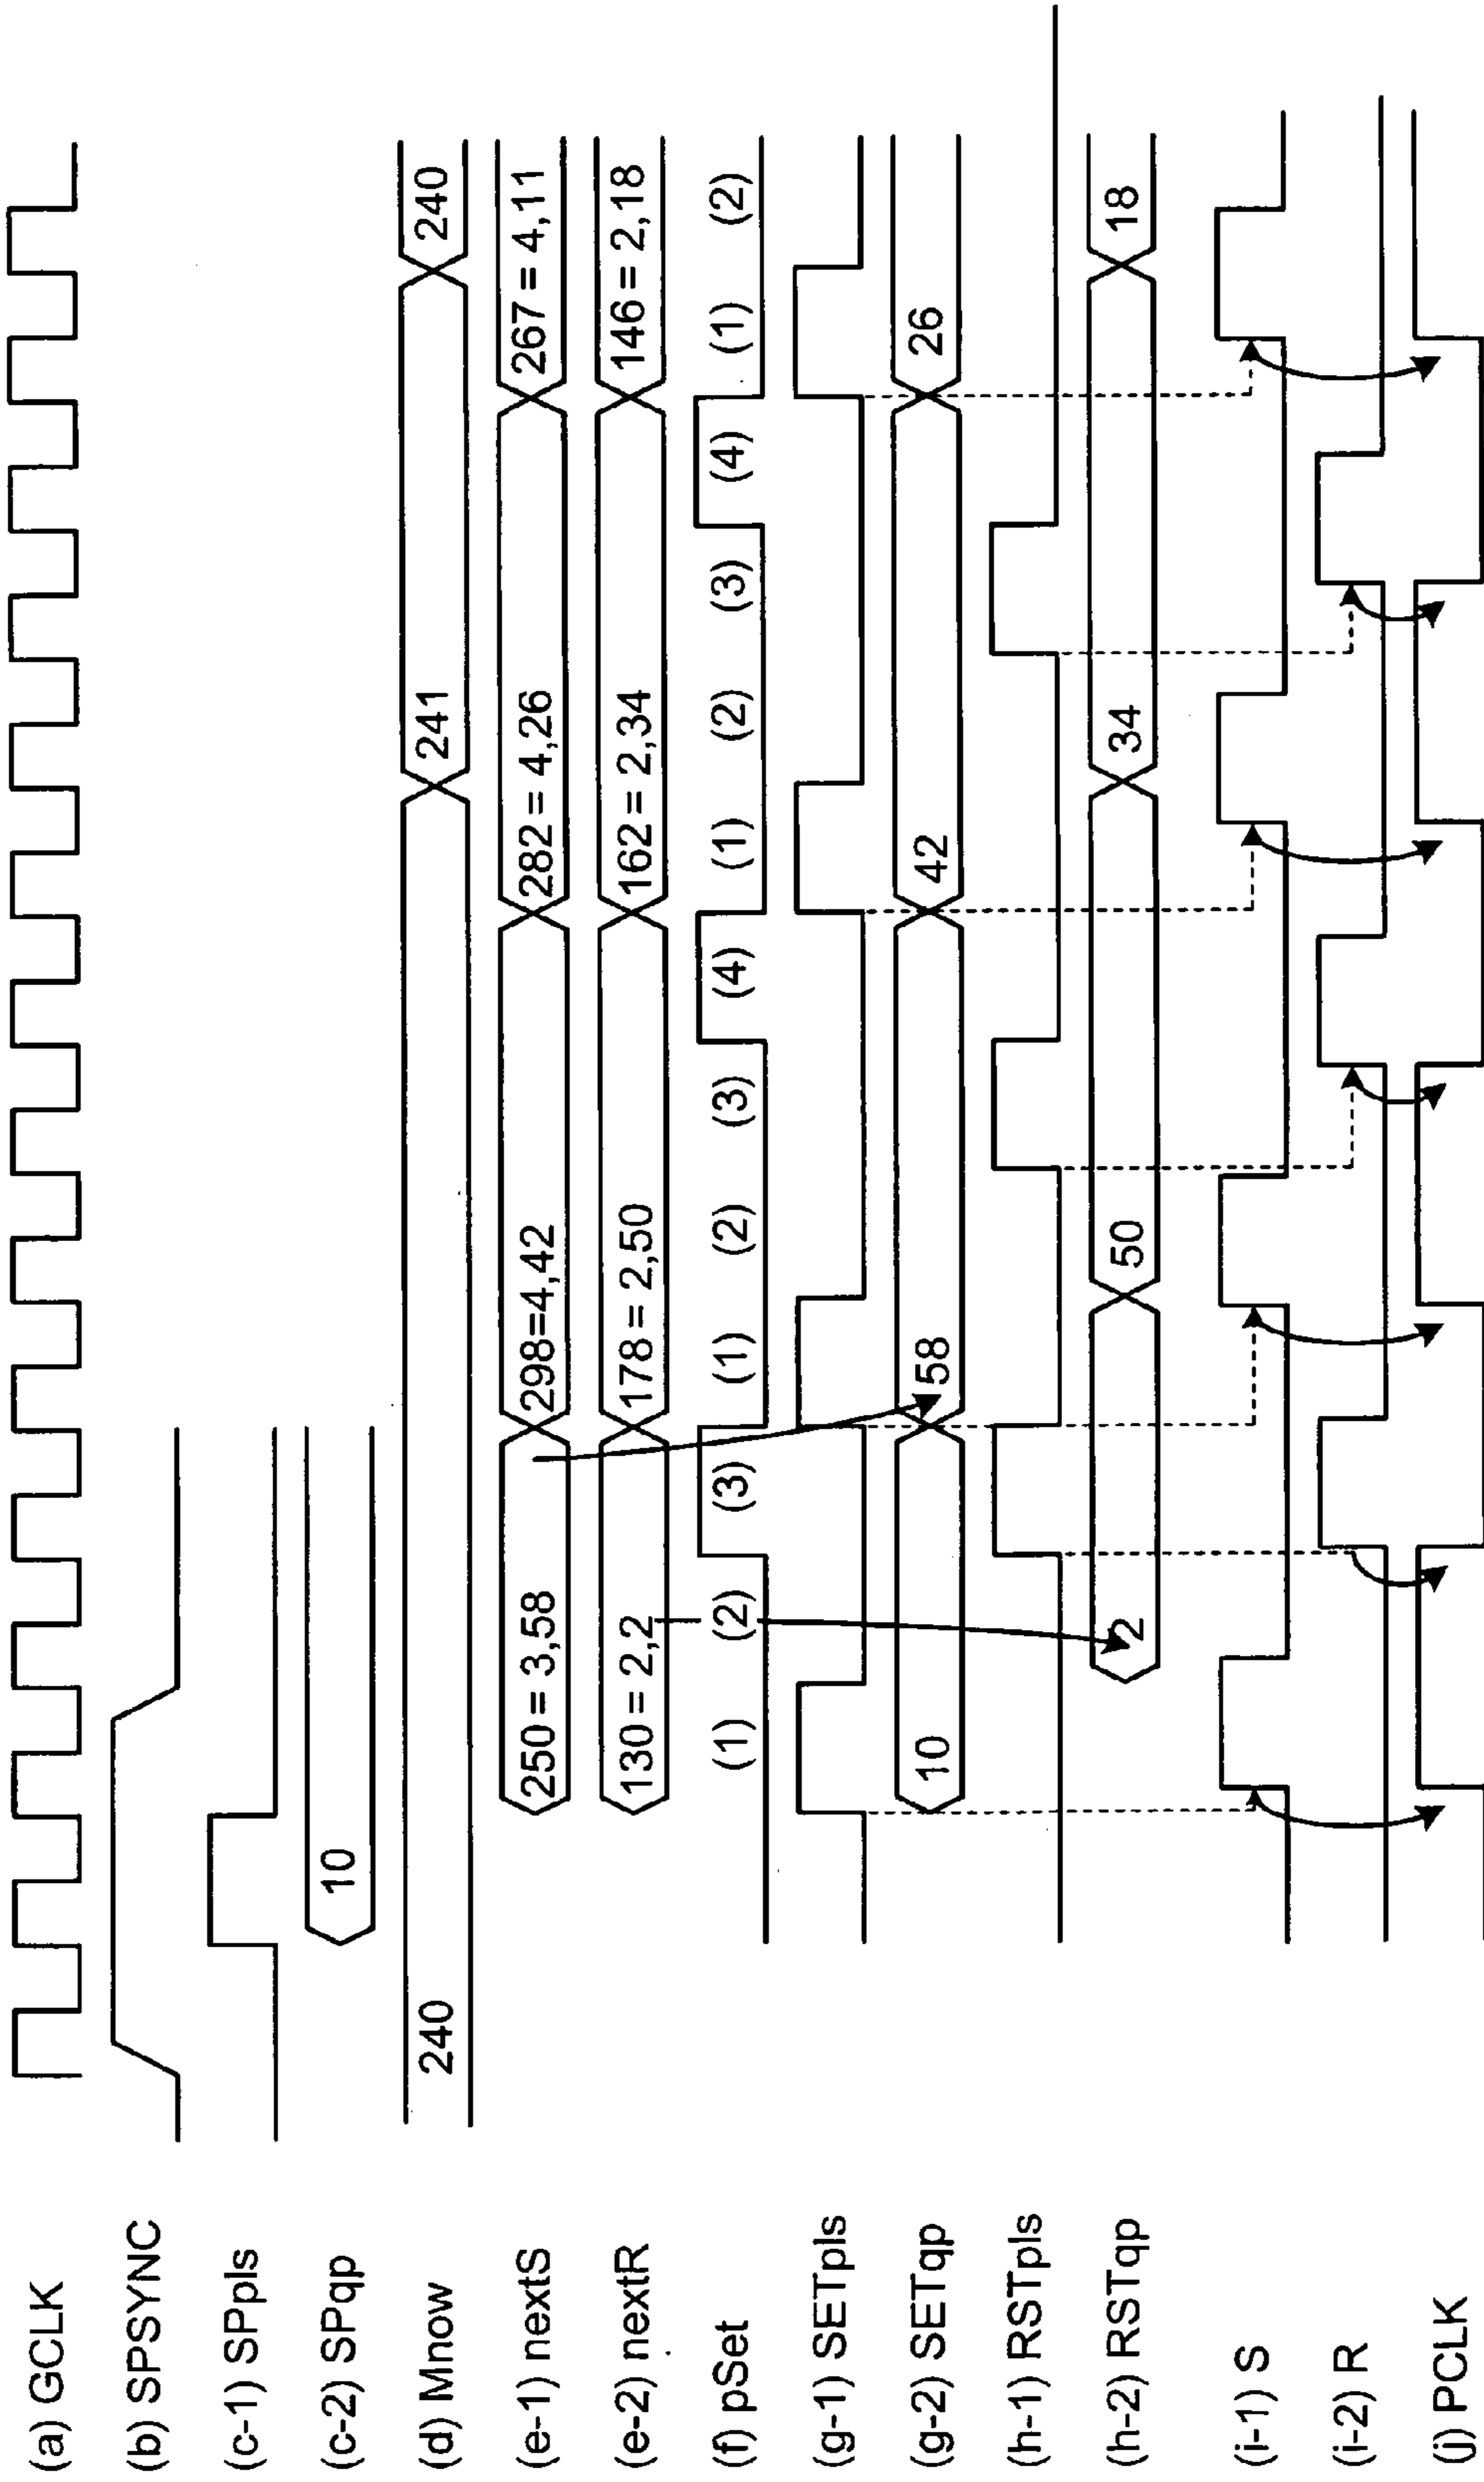 (a) GCLK
(b) SPSYNC
(c-1) SPpls
(c-2) SPqp 10
(d) Mnow 240 241 240
(e-1) nextS 250 = 3,58 298=4,42 282 = 4,26 267 = 4,11
(e-2) nextR 130 = 2,2 178 = 2,50 162 = 2,34 146 = 2,18
(f) pSet (1) (2) (3) (1) (2) (3) (4) (1) (2) (3) (4) (1) (2)
(g-1) SETpls
(g-2) SETqp 10 58 42 26
(h-1) RSTpls
(h-2) RSTqp 2 50 34 18
(i-1) S
(i-2) R
(j) PCLK